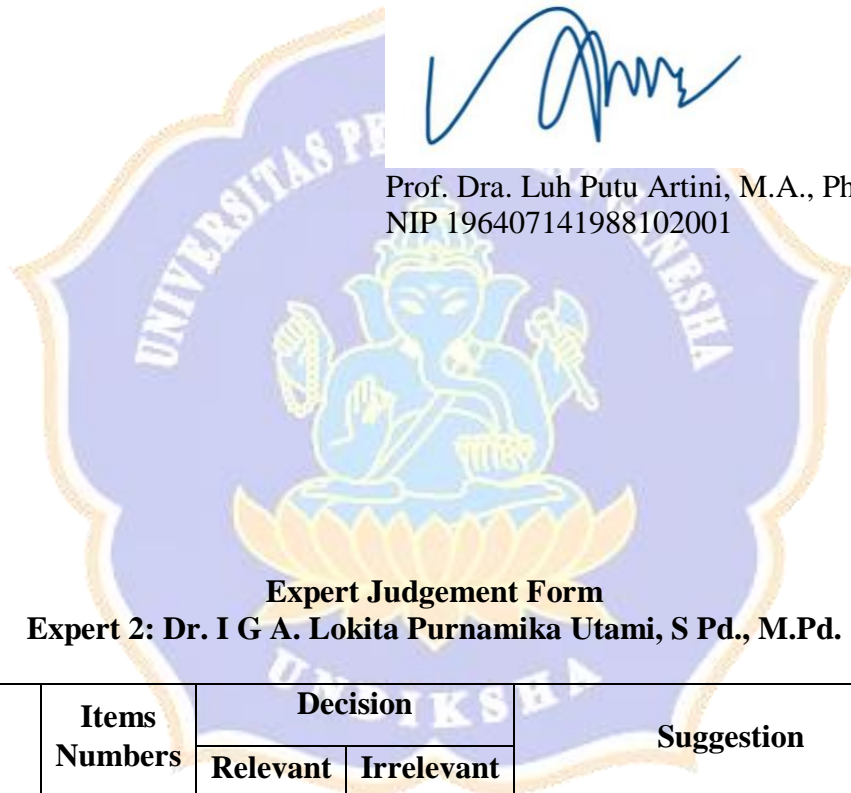 Prof. Dra. Luh Putu Artini, M.A., Ph
NIP 196407141988102001
UNIVERSITAS PE GANESHA
Expert Judgement Form
Expert 2: Dr. I G A. Lokita Purnamika Utami, S Pd., M.Pd.
UNDIKSHA
Items Numbers
Decision
Suggestion
Relevant
Irrelevant